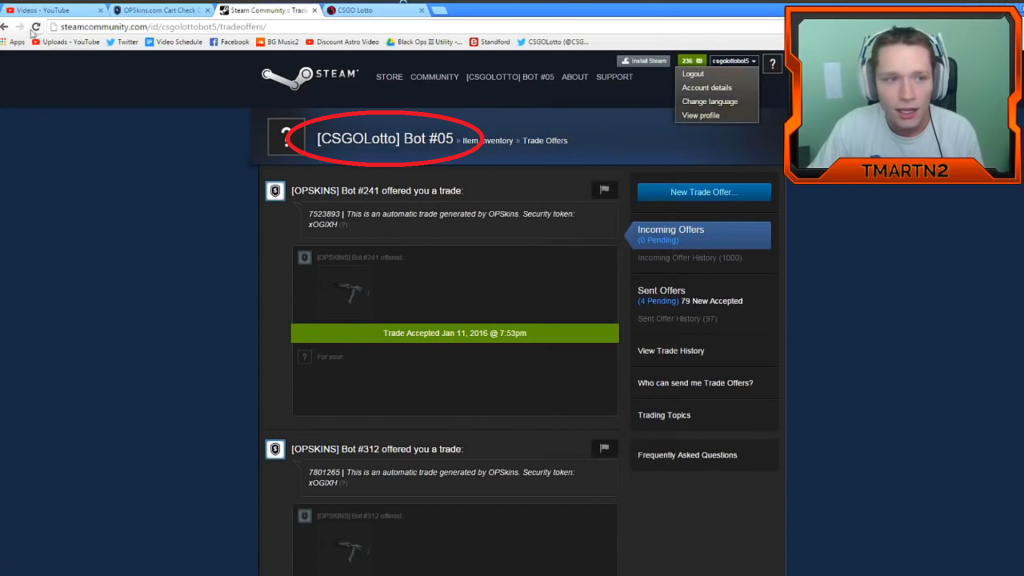 Videos - YouTube
OPSkins.com Cart Check C
Steam Community :: Trade
CSGO Lotto
steamcommunity.com/id/csgolottobot5/tradeoffers/
Apps
Uploads - YouTube
Twitter
Video Schedule
Facebook
BG Music2
Discount Astro Video
Black Ops III Utility -...
Standford
CSGOLotto (@CSG...
STEAM
STORE
COMMUNITY
[CSGOLOTTO] BOT #05
ABOUT
SUPPORT
Install Steam
236
csgolottobot5
?
Logout
Account details
Change language
View profile
?
[CSGOLotto] Bot #05 » Item Inventory » Trade Offers
[OPSKINS] Bot #241 offered you a trade:
7523893 | This is an automatic trade generated by OPSkins. Security token:
xOGIXH (?)
[OPSKINS] Bot #241 offered:
Trade Accepted Jan 11, 2016 @ 7:53pm
?
For your:
[OPSKINS] Bot #312 offered you a trade:
7801265 | This is an automatic trade generated by OPSkins. Security token:
xOGIXH (?)
[OPSKINS] Bot #312 offered:
New Trade Offer...
Incoming Offers
(0 Pending)
Incoming Offer History (1000)
Sent Offers
(4 Pending) 79 New Accepted
Sent Offer History (97)
View Trade History
Who can send me Trade Offers?
Trading Topics
Frequently Asked Questions
TMARTN2